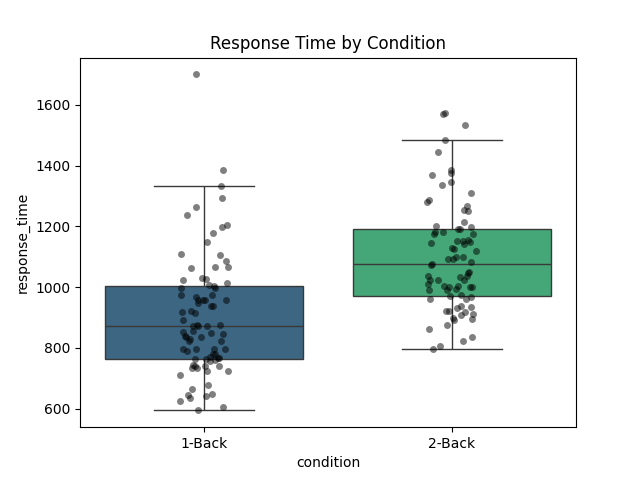 Response Time by Condition
1600
1400
1200
1000
800
600
response_time
1-Back
2-Back
condition